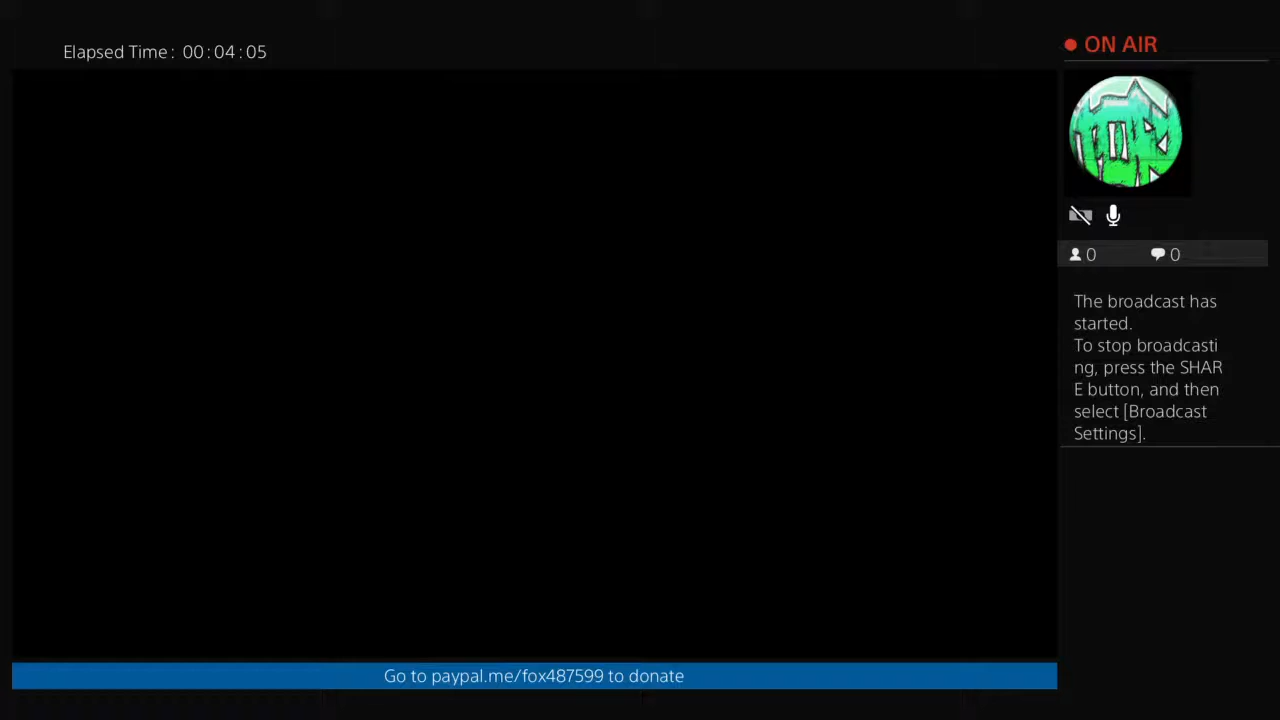 Elapsed Time: 00:04:05
ON AIR
0 0
The broadcast has
started.
To stop broadcasti
ng, press the SHAR
E button, and then
select [Broadcast
Settings].
Go to paypal.me/fox487599 to donate